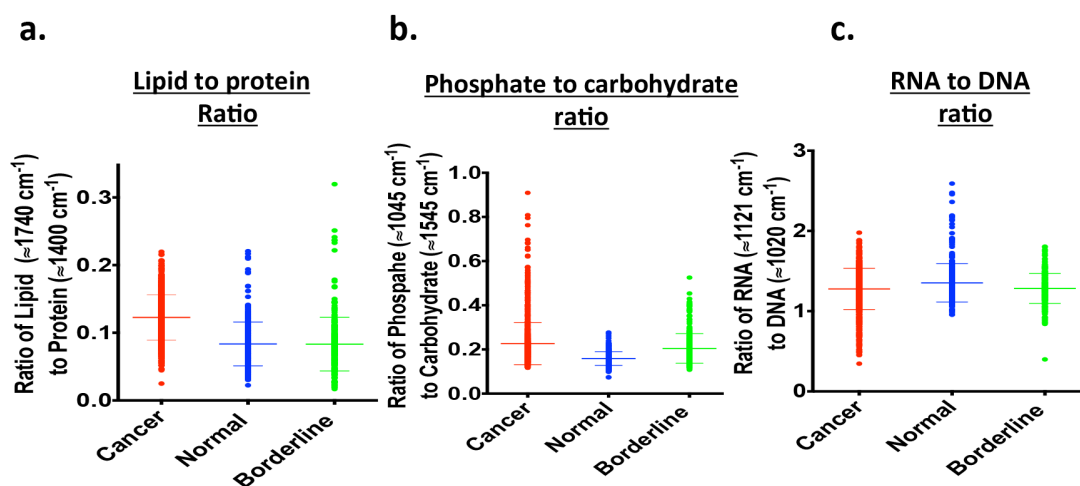 a.
Lipid to protein
Ratio
Ratio of Lipid (≈1740 cm⁻¹)
to Protein (≈1400 cm⁻¹)
0.3
0.2
0.1
0.0
Cancer
Normal
Borderline
b.
Phosphate to carbohydrate
ratio
Ratio of Phospahe (≈1045 cm⁻¹)
to Carbohydrate (≈1545 cm⁻¹)
1.0
0.8
0.6
0.4
0.2
0.0
Cancer
Normal
Borderline
c.
RNA to DNA
ratio
Ratio of RNA (≈1121 cm⁻¹)
to DNA (≈1020 cm⁻¹)
3
2
1
0
Cancer
Normal
Borderline